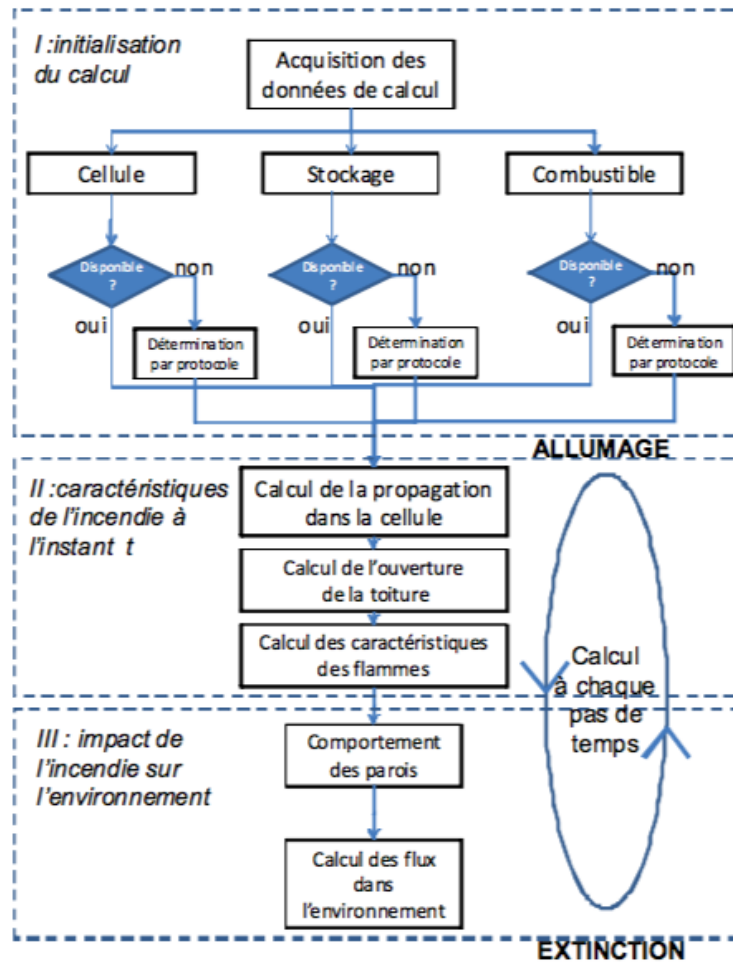 I :initialisation
du calcul
Acquisition des
données de calcul
Cellule
Stockage
Combustible
Disponible
?
non
oui
Disponible
?
non
oui
Disponible
?
non
oui
Détermination
par protocole
Détermination
par protocole
Détermination
par protocole
ALLUMAGE
II :caractéristiques
de l'incendie à
l'instant t
Calcul de la propagation
dans la cellule
Calcul de l'ouverture
de la toiture
Calcul des caractéristiques
des flammes
Calcul
à chaque
pas de
temps
III : impact de
l'incendie sur
l'environnement
Comportement
des parois
Calcul des flux
dans
l'environnement
EXTINCTION